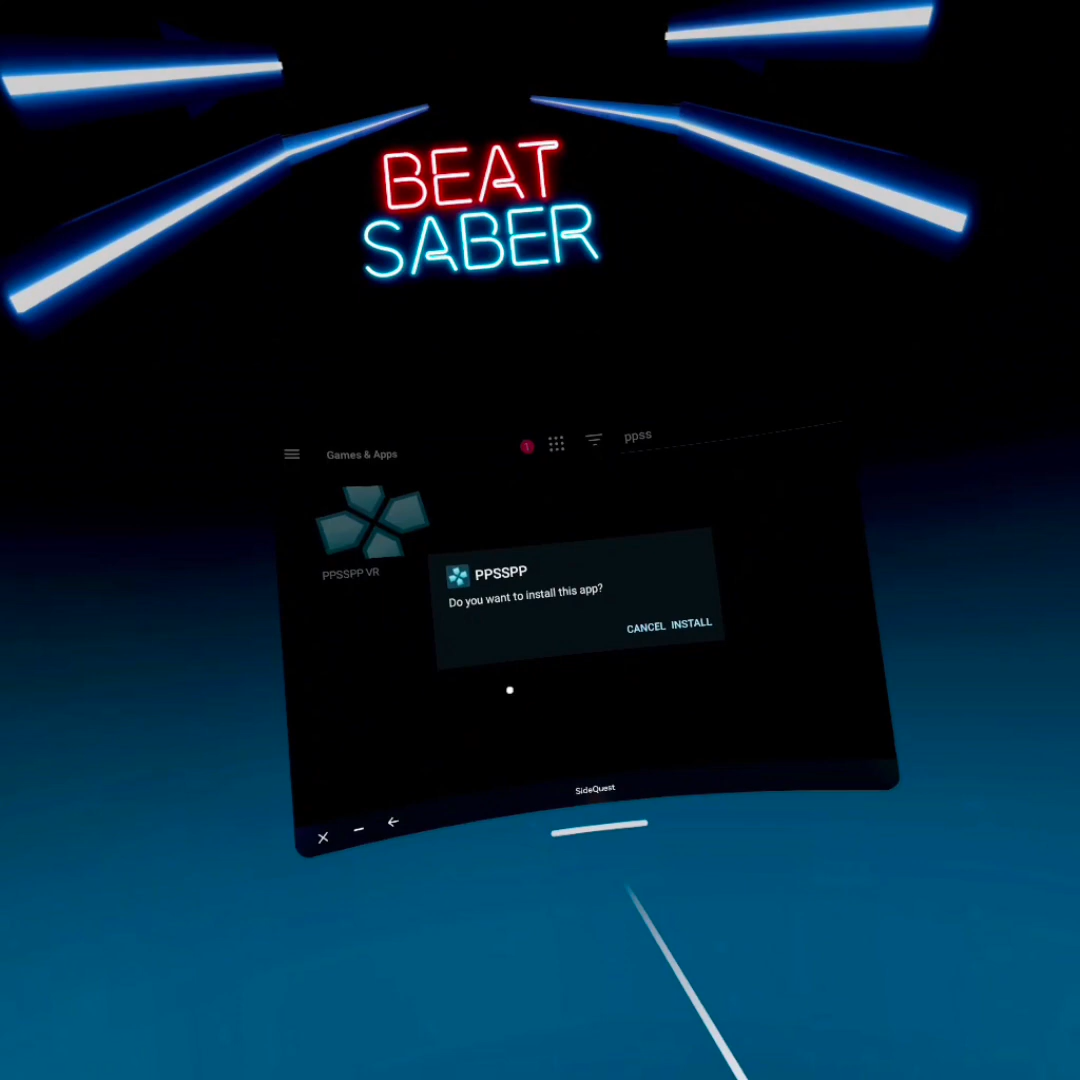 BEAT
SABER
Games & Apps
1
ppss
PPSSPP VR
PPSSPP
Do you want to install this app?
CANCEL INSTALL
SideQuest